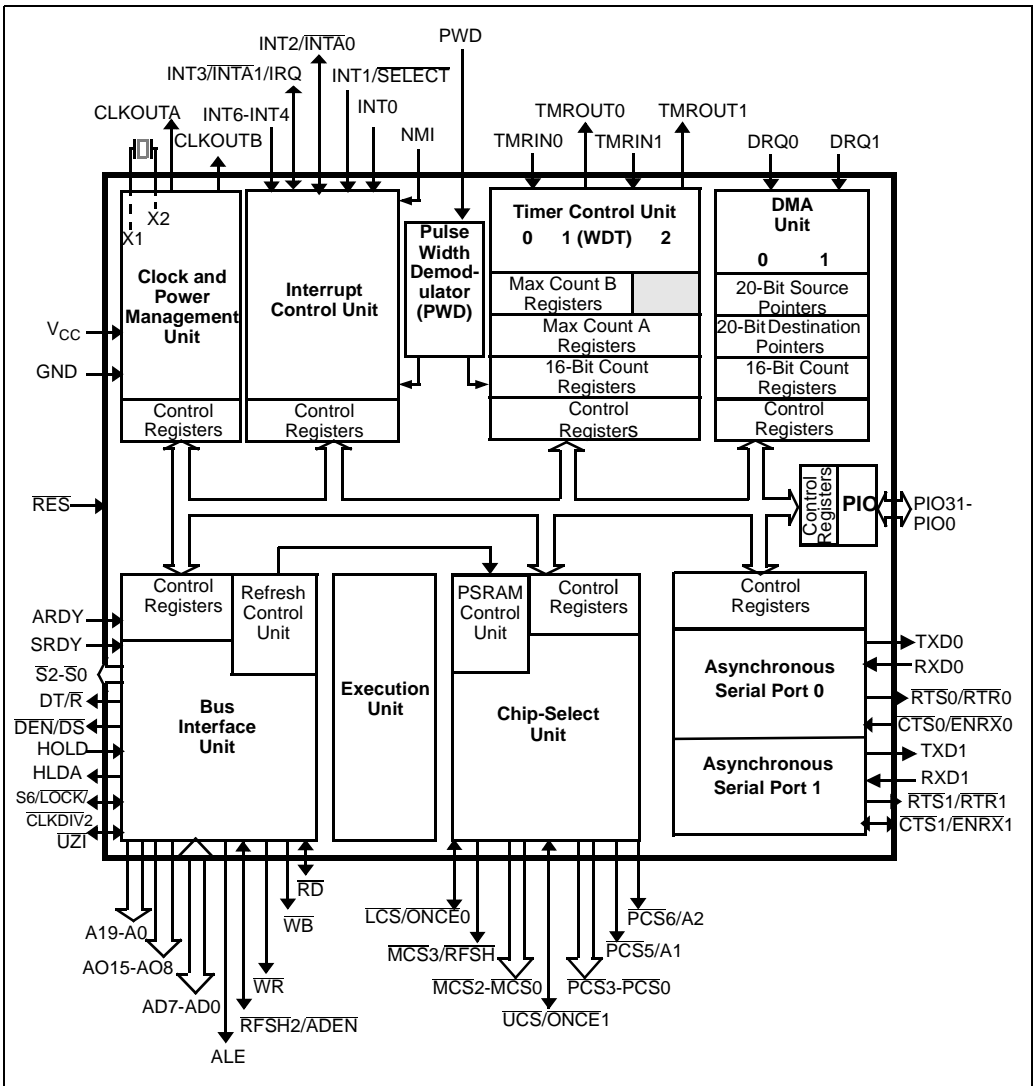 INT2/INTA0
PWD
INT3/INTA1/IRQ
INT1/SELECT
CLKOUTA
INT6-INT4
INT0
TMROUT0
TMROUT1
CLKOUTB
NMI
TMRIN0
TMRIN1
DRQ0
DRQ1
X1
X2
Clock and
Power
Management
Unit
Control
Registers
Interrupt
Control Unit
Control
Registers
Pulse
Width
Demod-
ulator
(PWD)
Timer Control Unit
0 1 (WDT) 2
Max Count B
Registers
Max Count A
Registers
16-Bit Count
Registers
Control
Registers
DMA
Unit
0 1
20-Bit Source
Pointers
20-Bit Destination
Pointers
16-Bit Count
Registers
Control
Registers
VCC
GND
RES
Control
Registers
PIO
PIO31-
PIO0
Control
Registers
Refresh
Control
Unit
Bus
Interface
Unit
Execution
Unit
PSRAM
Control
Unit
Control
Registers
Chip-Select
Unit
Control
Registers
Asynchronous
Serial Port 0
Asynchronous
Serial Port 1
ARDY
SRDY
S2-S0
DT/R
DEN/DS
HOLD
HLDA
S6/LOCK/
CLKDIV2
UZI
TXD0
RXD0
RTS0/RTR0
CTS0/ENRX0
TXD1
RXD1
RTS1/RTR1
CTS1/ENRX1
A19-A0
AO15-AO8
AD7-AD0
ALE
RFSH2/ADEN
WR
WB
RD
LCS/ONCE0
MCS3/RFSH
MCS2-MCS0
UCS/ONCE1
PCS3-PCS0
PCS5/A1
PCS6/A2